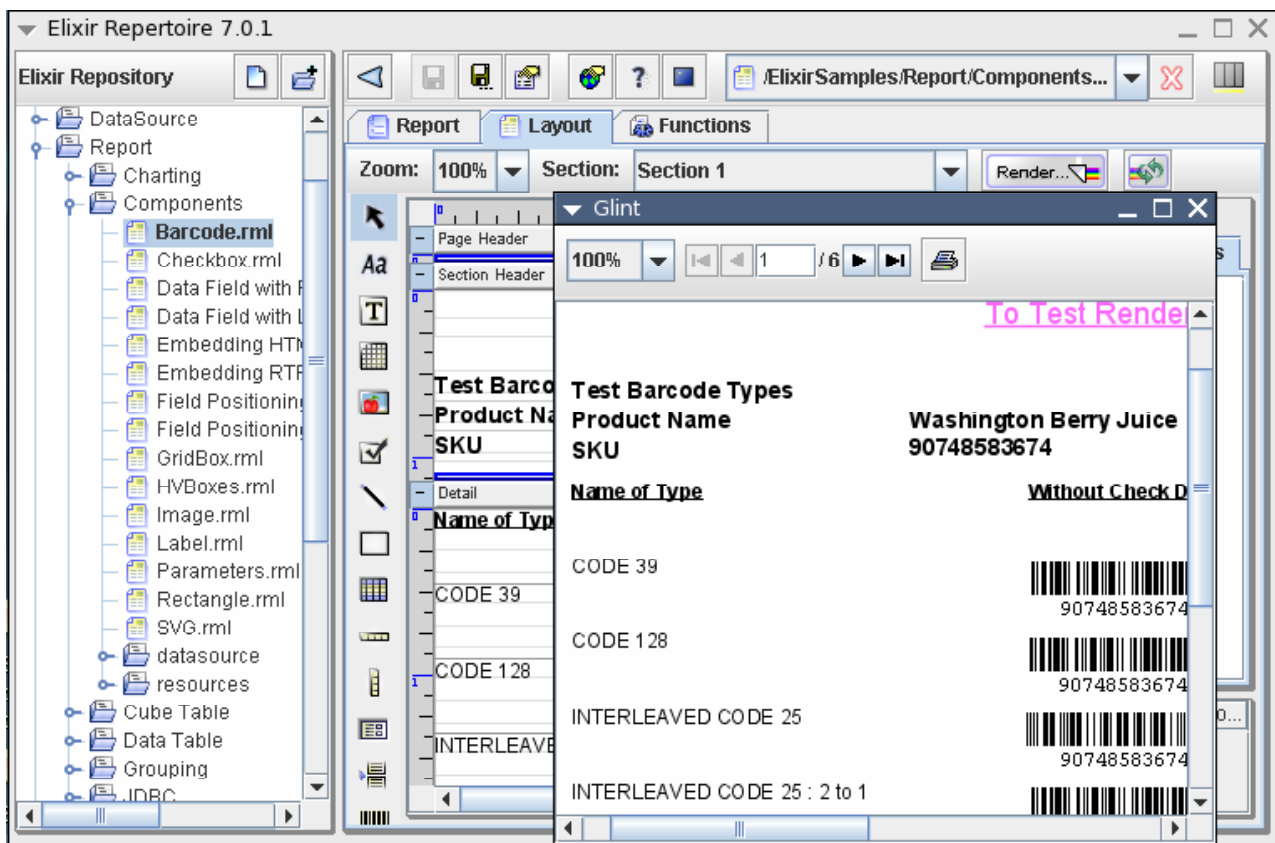 Elixir Repertoire 7.0.1
Elixir Repository
/ElixirSamples/Report/Components...
DataSource
Report
Charting
Components
Barcode.rml
Checkbox.rml
Data Field with
Data Field with
Embedding
Embedding
Field Positioning
Field Positioning
GridBox.rml
HVBoxes.rml
Image.rml
Label.rml
Parameters.rml
Rectangle.rml
SVG.rml
datasource
resources
Cube Table
Data Table
Grouping
JDBC
Report Layout Functions
Zoom: 100% Section: Section 1 Render...
Aa
T
Page Header
Section Header
Test Barco
Product Na
SKU
Detail
Name of Typ
CODE 39
CODE 128
INTERLEAVE
Glint
100% 1 / 6
To Test Rende
Test Barcode Types
Product Name Washington Berry Juice
SKU 90748583674
Name of Type Without Check D
CODE 39
90748583674
CODE 128
90748583674
INTERLEAVED CODE 25
90748583674
INTERLEAVED CODE 25 : 2 to 1